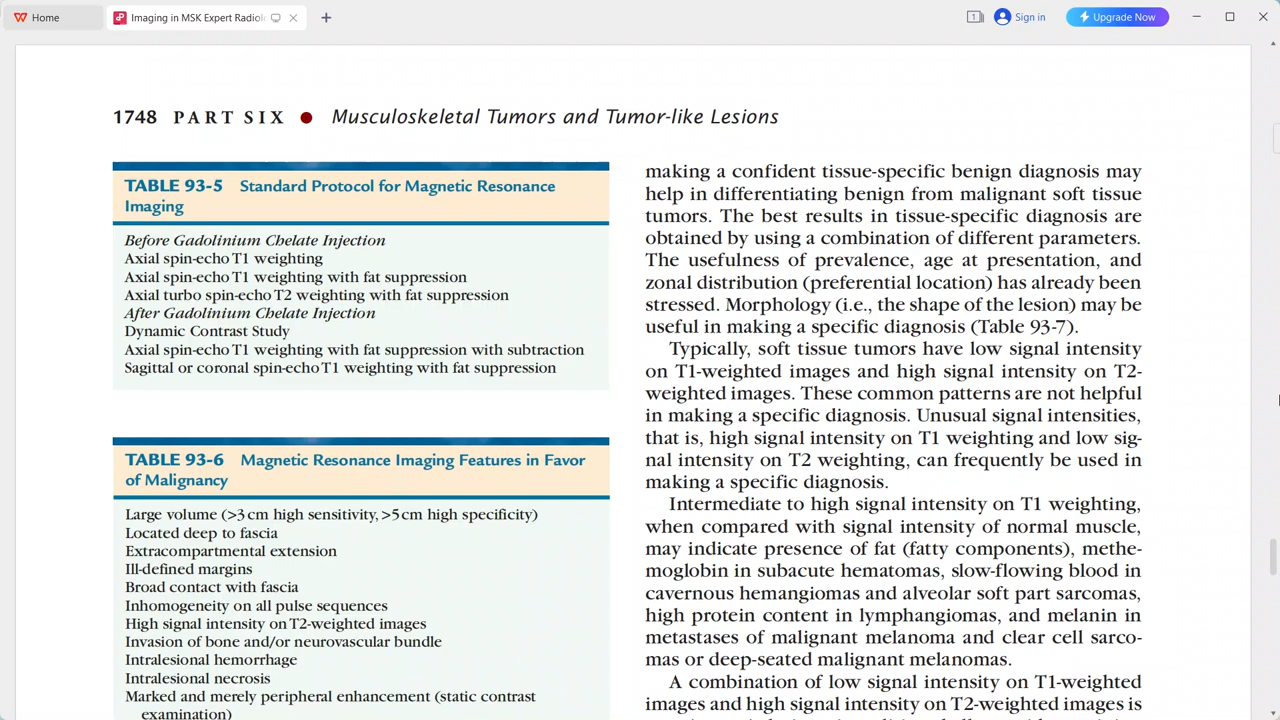 Home
Imaging in MSK Expert Radiol
Sign in
Upgrade Now
1748 PART SIX ● Musculoskeletal Tumors and Tumor-like Lesions
TABLE 93-5 Standard Protocol for Magnetic Resonance
Imaging
Before Gadolinium Chelate Injection
Axial spin-echo T1 weighting
Axial spin-echo T1 weighting with fat suppression
Axial turbo spin-echo T2 weighting with fat suppression
After Gadolinium Chelate Injection
Dynamic Contrast Study
Axial spin-echo T1 weighting with fat suppression with subtraction
Sagittal or coronal spin-echo T1 weighting with fat suppression
TABLE 93-6 Magnetic Resonance Imaging Features in Favor
of Malignancy
Large volume (>3 cm high sensitivity, >5 cm high specificity)
Located deep to fascia
Extracompartmental extension
Ill-defined margins
Broad contact with fascia
Inhomogeneity on all pulse sequences
High signal intensity on T2-weighted images
Invasion of bone and/or neurovascular bundle
Intralesional hemorrhage
Intralesional necrosis
Marked and merely peripheral enhancement (static contrast
examination)
making a confident tissue-specific benign diagnosis may
help in differentiating benign from malignant soft tissue
tumors. The best results in tissue-specific diagnosis are
obtained by using a combination of different parameters.
The usefulness of prevalence, age at presentation, and
zonal distribution (preferential location) has already been
stressed. Morphology (i.e., the shape of the lesion) may be
useful in making a specific diagnosis (Table 93-7).
Typically, soft tissue tumors have low signal intensity
on T1-weighted images and high signal intensity on T2-
weighted images. These common patterns are not helpful
in making a specific diagnosis. Unusual signal intensities,
that is, high signal intensity on T1 weighting and low sig-
nal intensity on T2 weighting, can frequently be used in
making a specific diagnosis.
Intermediate to high signal intensity on T1 weighting,
when compared with signal intensity of normal muscle,
may indicate presence of fat (fatty components), methe-
moglobin in subacute hematomas, slow-flowing blood in
cavernous hemangiomas and alveolar soft part sarcomas,
high protein content in lymphangiomas, and melanin in
metastases of malignant melanoma and clear cell sarco-
mas or deep-seated malignant melanomas.
A combination of low signal intensity on T1-weighted
images and high signal intensity on T2-weighted images is